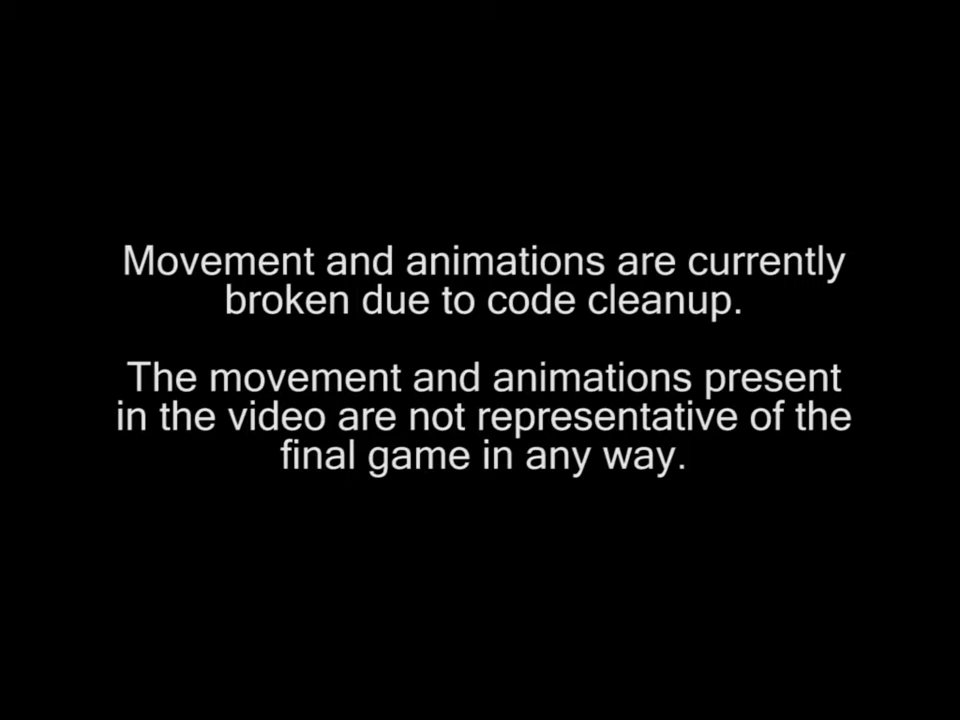 Movement and animations are currently
broken due to code cleanup.
The movement and animations present
in the video are not representative of the
final game in any way.